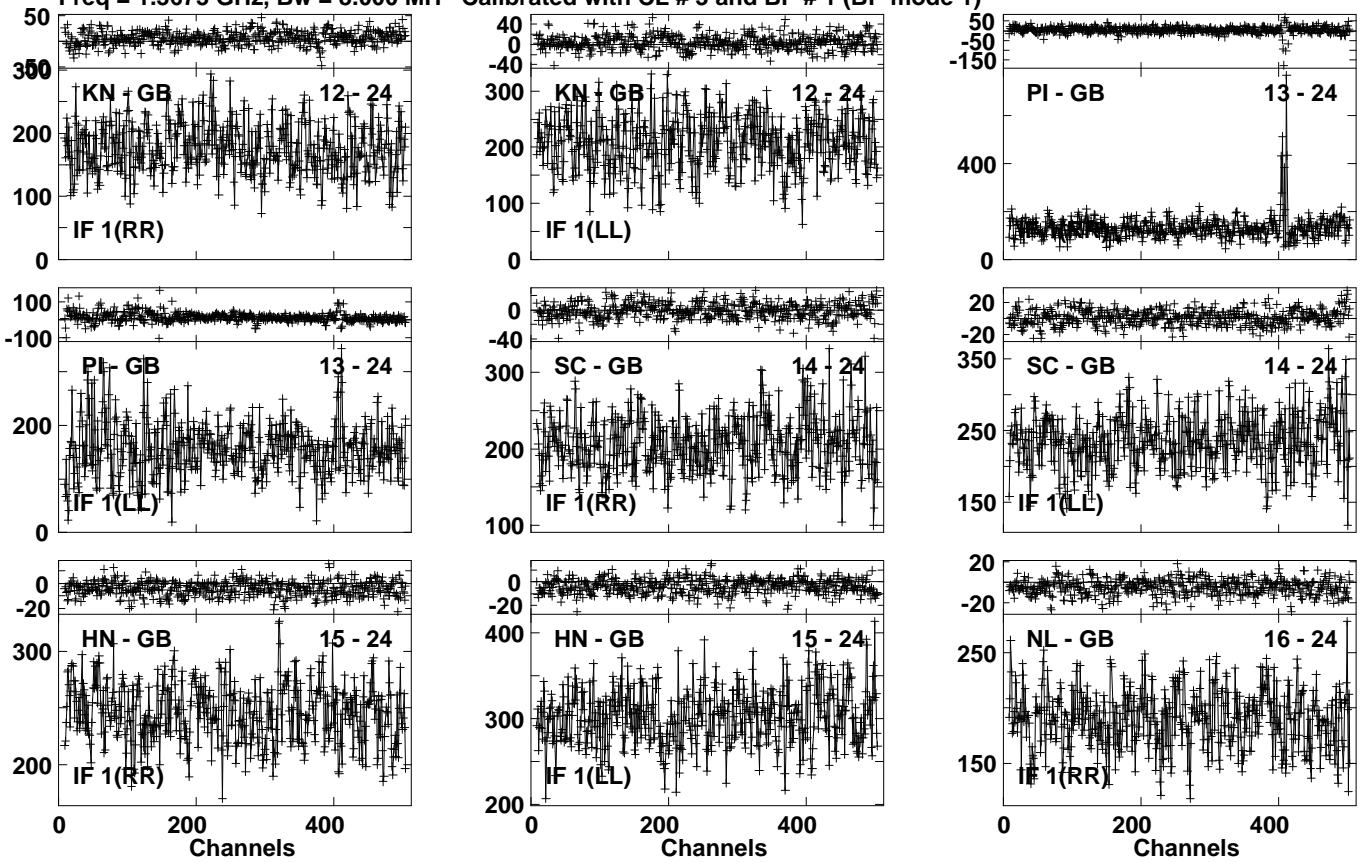 Freq = GHz, Bw = 8.000 MH Calibrated with CL # and BP # 1 (BP mode 1)
50
50
300
200
100
0
KN - GB 12 - 24
IF 1(RR)
40
0
-40
300
200
100
0
KN - GB 12 - 24
IF 1(LL)
50
-50
-150
400
0
PI - GB 13 - 24
100
-100
200
0
PI - GB 13 - 24
IF 1(LL)
0
-40
300
200
100
SC - GB 14 - 24
IF 1(RR)
20
-20
350
250
150
SC - GB 14 - 24
IF 1(LL)
0
-20
300
200
HN - GB 15 - 24
IF 1(RR)
0
-20
400
300
200
HN - GB 15 - 24
IF 1(LL)
20
-20
250
150
NL - GB 16 - 24
IF 1(RR)
0 200 400
Channels
0 200 400
Channels
0 200 400
Channels